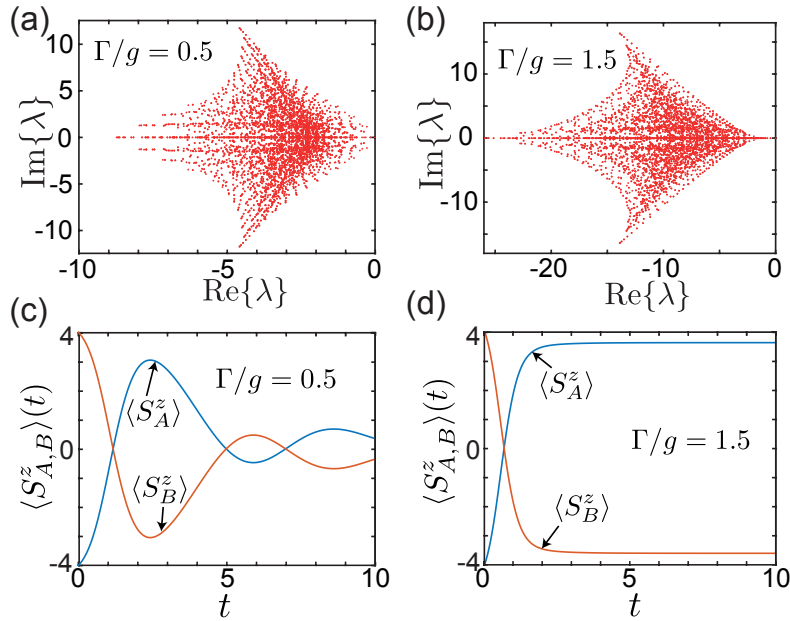 (a)
Γ/g = 0.5
10
5
0
-5
-10
Im{λ}
-10
-5
0
Re{λ}
(b)
Γ/g = 1.5
10
0
-10
Im{λ}
-20
-10
0
Re{λ}
(c)
4
0
-4
⟨S^z_{A,B}⟩(t)
Γ/g = 0.5
⟨S^z_A⟩
⟨S^z_B⟩
0
5
10
t
(d)
4
0
-4
⟨S^z_{A,B}⟩(t)
⟨S^z_A⟩
Γ/g = 1.5
⟨S^z_B⟩
0
5
10
t